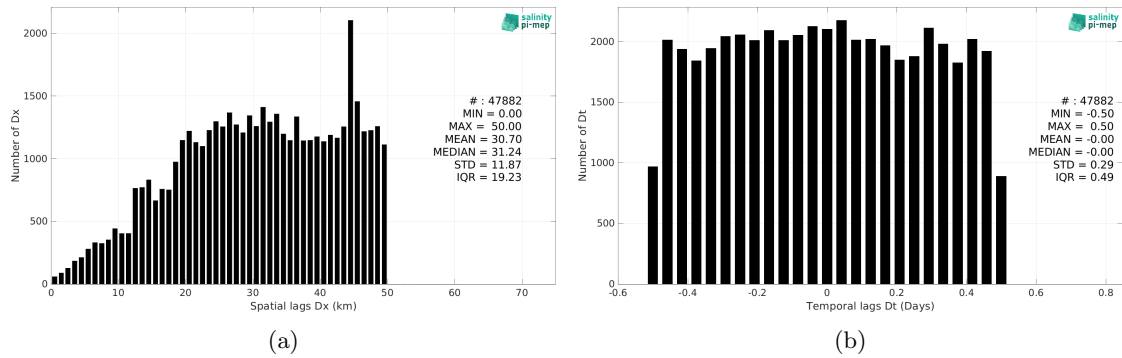 salinity
pi-mep
2000
1500
1000
500
0
Number of Dx
# : 47882
MIN = 0.00
MAX = 50.00
MEAN = 30.70
MEDIAN = 31.24
STD = 11.87
IQR = 19.23
0 10 20 30 40 50 60 70
Spatial lags Dx (km)
(a)
salinity
pi-mep
2000
1500
1000
500
0
Number of Dt
# : 47882
MIN = -0.50
MAX = 0.50
MEAN = -0.00
MEDIAN = -0.00
STD = 0.29
IQR = 0.49
-0.6 -0.4 -0.2 0 0.2 0.4 0.6 0.8
Temporal lags Dt (Days)
(b)